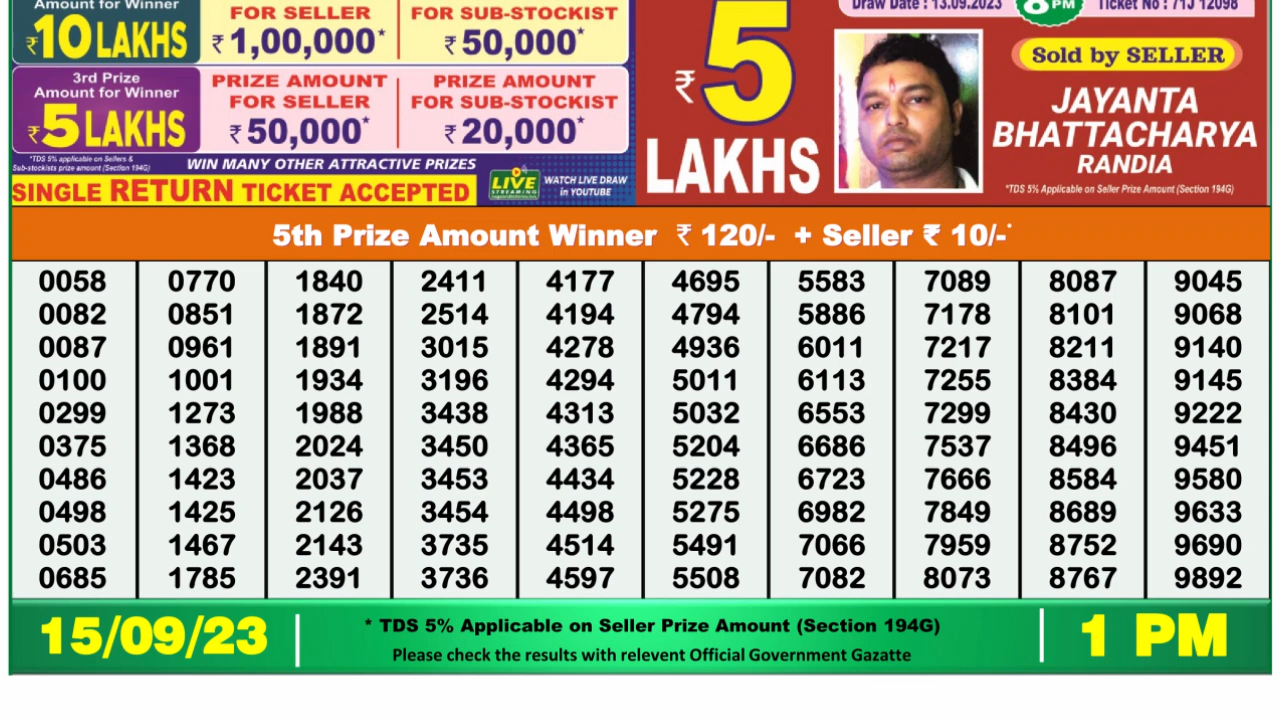 Amount for Winner
₹10 LAKHS
FOR SELLER
₹1,00,000*
FOR SUB-STOCKIST
₹50,000*
3rd Prize
Amount for Winner
₹5 LAKHS
PRIZE AMOUNT
FOR SELLER
₹50,000*
PRIZE AMOUNT
FOR SUB-STOCKIST
₹20,000*
*TDS 5% applicable on Sellers &
Sub-stockists prize amount (Section 194G)
WIN MANY OTHER ATTRACTIVE PRIZES
SINGLE RETURN TICKET ACCEPTED
LIVE
STREAMING
WATCH LIVE DRAW
in YOUTUBE
₹5
LAKHS
Draw Date : 13.09.2023
8PM
Ticket No : 71J 12098
Sold by SELLER
JAYANTA
BHATTACHARYA
RANDIA
*TDS 5% Applicable on Seller Prize Amount (Section 194G)
5th Prize Amount Winner ₹ 120/- + Seller ₹ 10/-*
0058 0770 1840 2411 4177 4695 5583 7089 8087 9045
0082 0851 1872 2514 4194 4794 5886 7178 8101 9068
0087 0961 1891 3015 4278 4936 6011 7217 8211 9140
0100 1001 1934 3196 4294 5011 6113 7255 8384 9145
0299 1273 1988 3438 4313 5032 6553 7299 8430 9222
0375 1368 2024 3450 4365 5204 6686 7537 8496 9451
0486 1423 2037 3453 4434 5228 6723 7666 8584 9580
0498 1425 2126 3454 4498 5275 6982 7849 8689 9633
0503 1467 2143 3735 4514 5491 7066 7959 8752 9690
0685 1785 2391 3736 4597 5508 7082 8073 8767 9892
15/09/23
* TDS 5% Applicable on Seller Prize Amount (Section 194G)
Please check the results with relevent Official Government Gazatte
1 PM